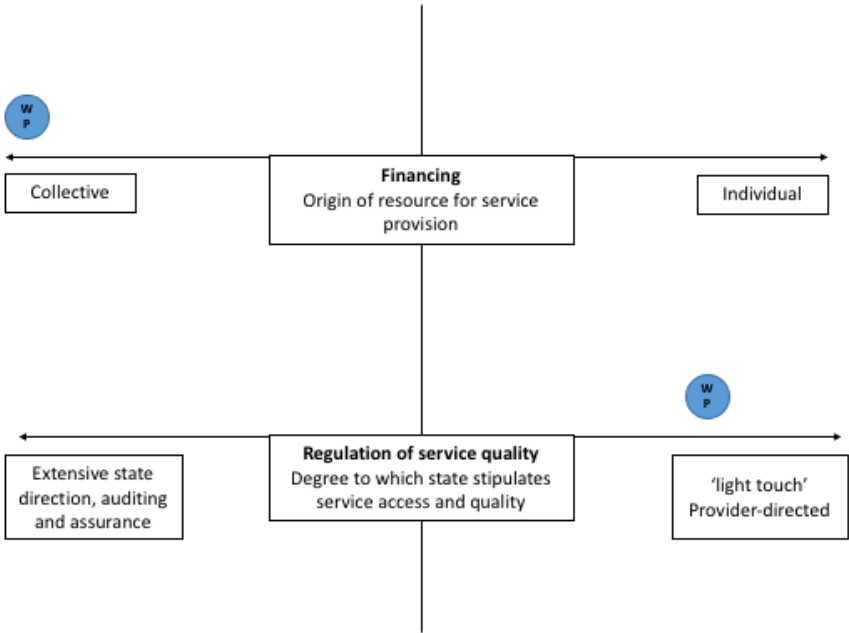 W
P
Financing
Origin of resource for service
provision
Collective
Individual
W
P
Regulation of service quality
Degree to which state stipulates
service access and quality
Extensive state
direction, auditing
and assurance
‘light touch’
Provider-directed